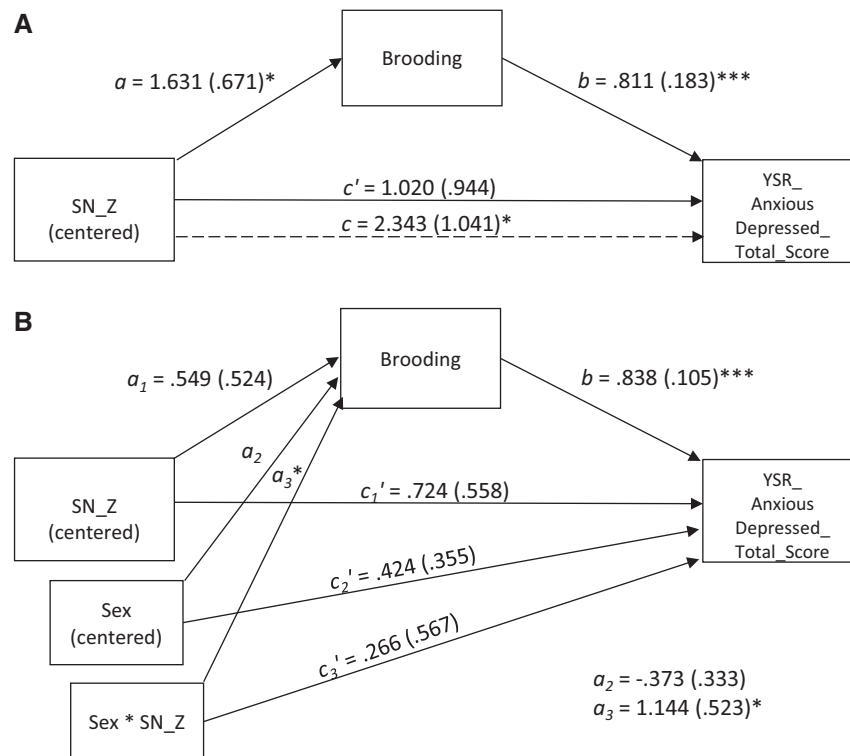 A
Brooding
a = 1.631 (.671)*
b = .811 (.183)***
SN_Z
(centered)
c' = 1.020 (.944)
c = 2.343 (1.041)*
YSR_
Anxious
Depressed_
Total_Score
B
Brooding
a1 = .549 (.524)
b = .838 (.105)***
a2
a3*
SN_Z
(centered)
c1' = .724 (.558)
YSR_
Anxious
Depressed_
Total_Score
c2' = .424 (.355)
Sex
(centered)
c3' = .266 (.567)
Sex * SN_Z
a2 = -.373 (.333)
a3 = 1.144 (.523)*